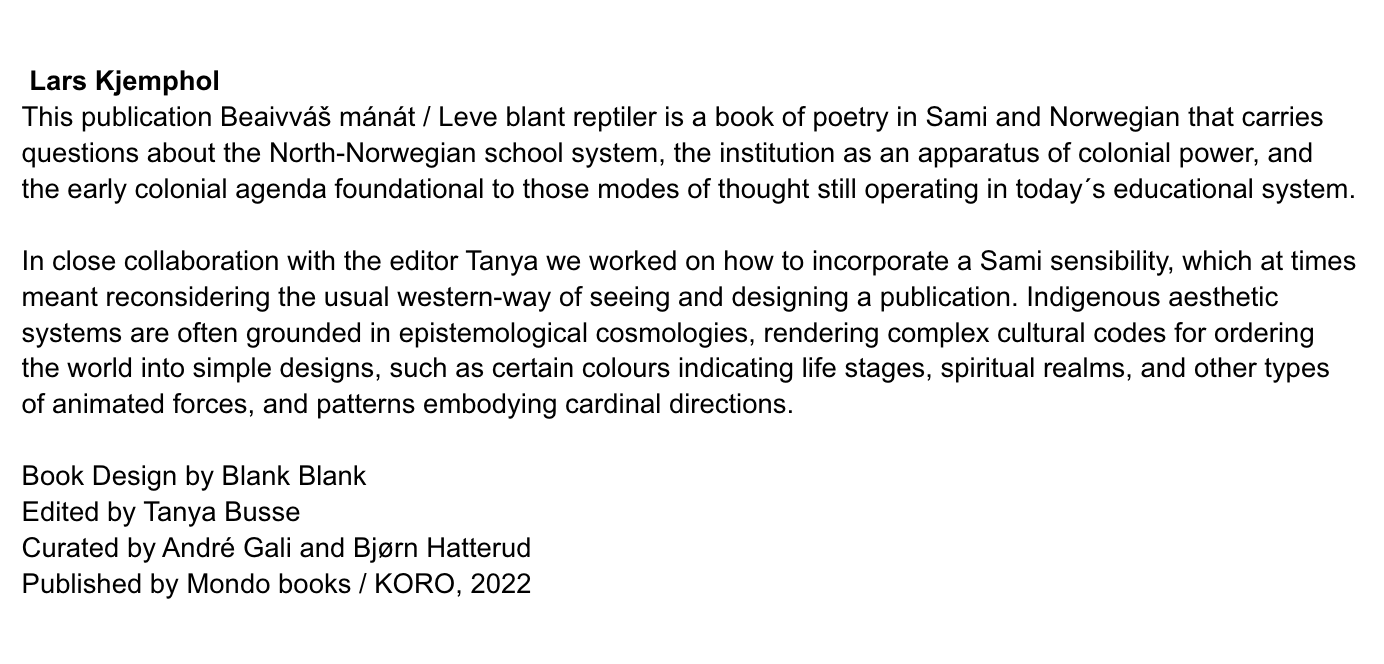 Lars Kjemphol
This publication Beaivváš mánát / Leve blant reptiler is a book of poetry in Sami and Norwegian that carries
questions about the North-Norwegian school system, the institution as an apparatus of colonial power, and
the early colonial agenda foundational to those modes of thought still operating in today´s educational system.
In close collaboration with the editor Tanya we worked on how to incorporate a Sami sensibility, which at times
meant reconsidering the usual western-way of seeing and designing a publication. Indigenous aesthetic
systems are often grounded in epistemological cosmologies, rendering complex cultural codes for ordering
the world into simple designs, such as certain colours indicating life stages, spiritual realms, and other types
of animated forces, and patterns embodying cardinal directions.
Book Design by Blank Blank
Edited by Tanya Busse
Curated by André Gali and Bjørn Hatterud
Published by Mondo books / KORO, 2022